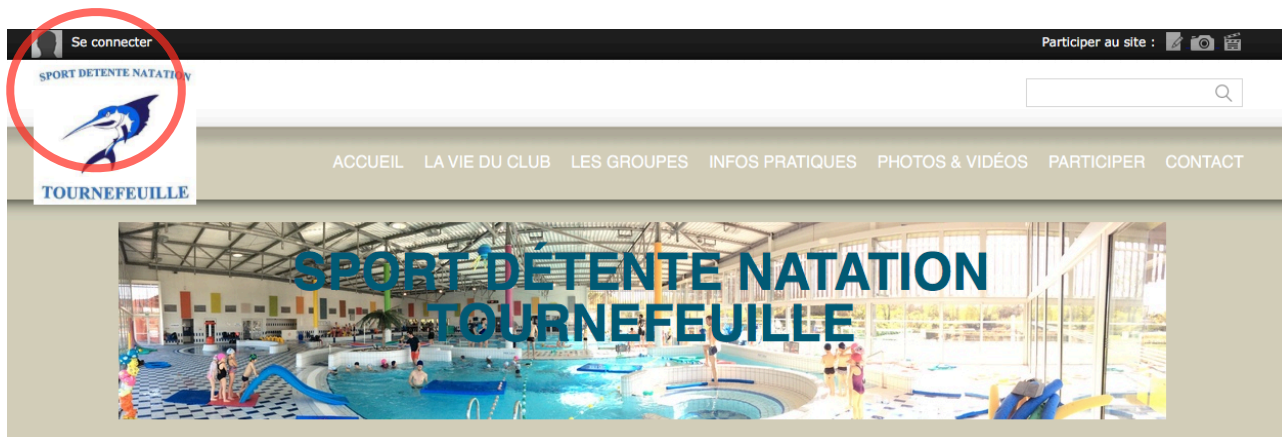 Se connecter
Participer au site :
SPORT DETENTE NATATION
TOURNEFEUILLE
ACCUEIL LA VIE DU CLUB LES GROUPES INFOS PRATIQUES PHOTOS & VIDÉOS PARTICIPER CONTACT
SPORT DÉTENTE NATATION
TOURNEFEUILLE